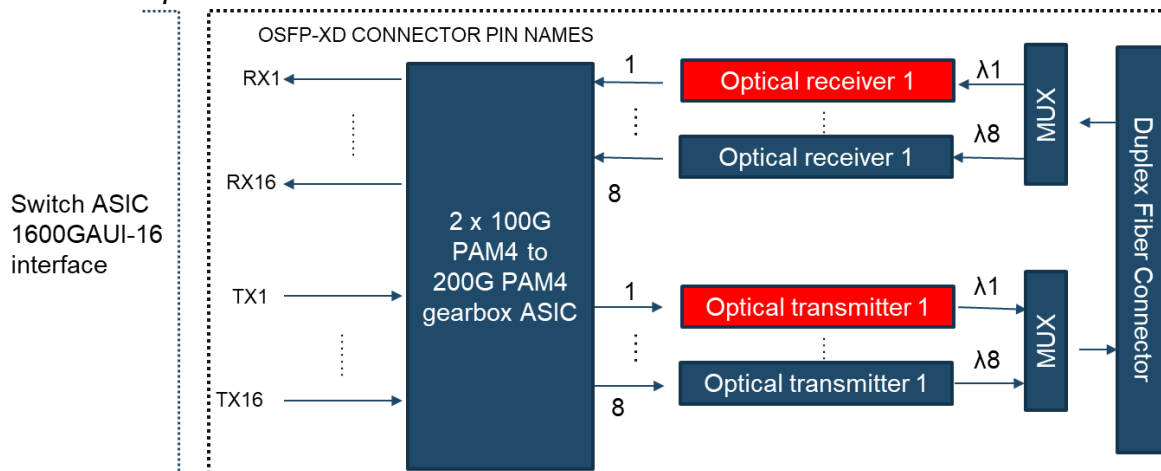 OSFP-XD CONNECTOR PIN NAMES
RX1
RX16
TX1
TX16
Switch ASIC
1600GAUI-16
interface
2 x 100G
PAM4 to
200G PAM4
gearbox ASIC
1
8
Optical receiver 1
Optical receiver 1
λ1
λ8
MUX
1
8
Optical transmitter 1
Optical transmitter 1
λ1
λ8
MUX
Duplex Fiber Connector